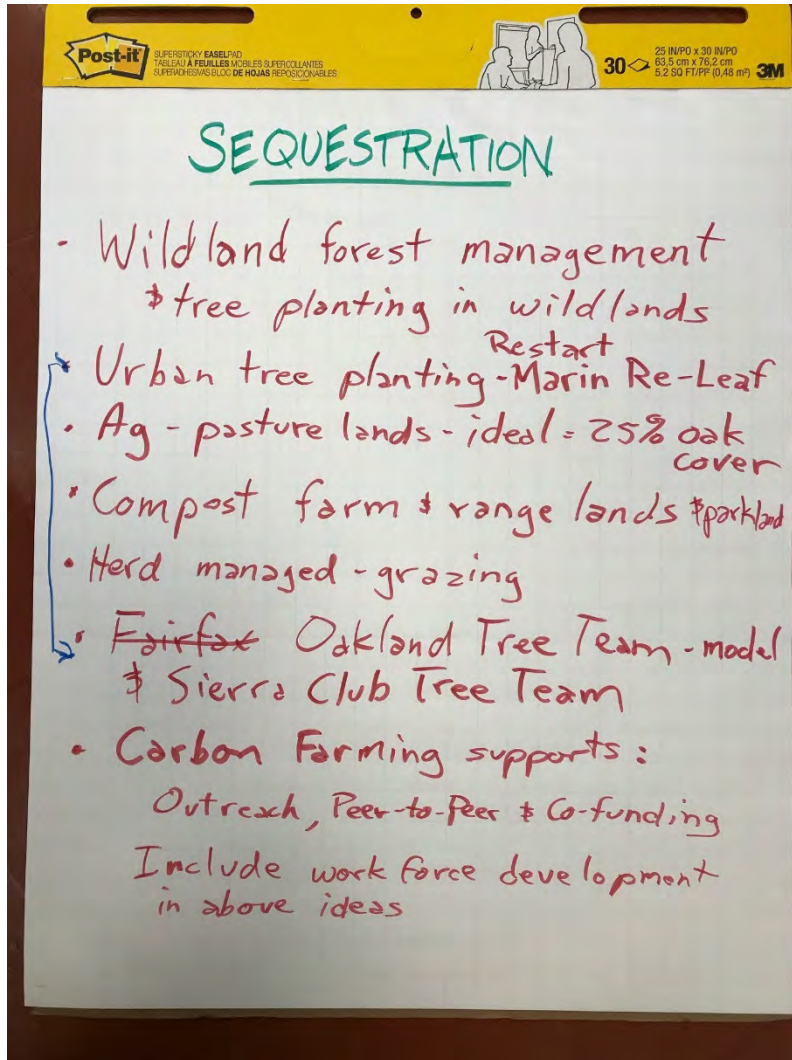 Post-it
SUPERSTICKY EASELPAD
TABLEAU À FEUILLES MOBILES SUPERCOLLANTES
SUPERADHESIVAS BLOC DE HOJAS REPOSICIONABLES
30
25 IN/PO x 30 IN/PO
63,5 cm x 76,2 cm
5.2 SQ FT/PI² (0,48 m²)
3M
SEQUESTRATION
· Wildland forest management
& tree planting in wildlands
Restart
· Urban tree planting - Marin Re-Leaf
· Ag - pasture lands - ideal = 25% oak
cover
· Compost farm & range lands & parkland
· Herd managed - grazing
· Fairfax Oakland Tree Team - model
& Sierra Club Tree Team
· Carbon Farming supports:
Outreach, Peer-to-Peer & Co-funding
Include work force development
in above ideas